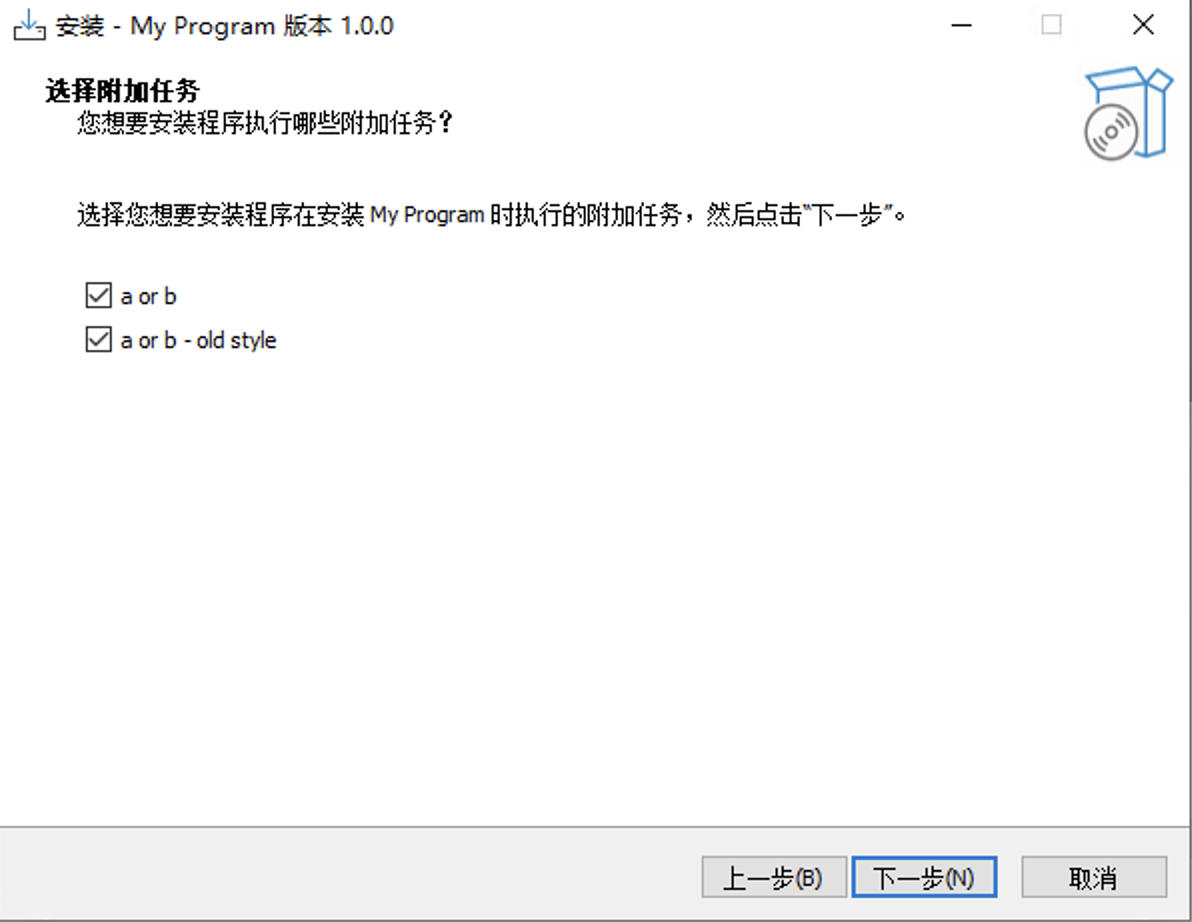 安装 - My Program 版本 1.0.0
选择附加任务
您想要安装程序执行哪些附加任务？
选择您想要安装程序在安装 My Program 时执行的附加任务，然后点击“下一步”。
a or b
a or b - old style
上一步(B)
下一步(N)
取消